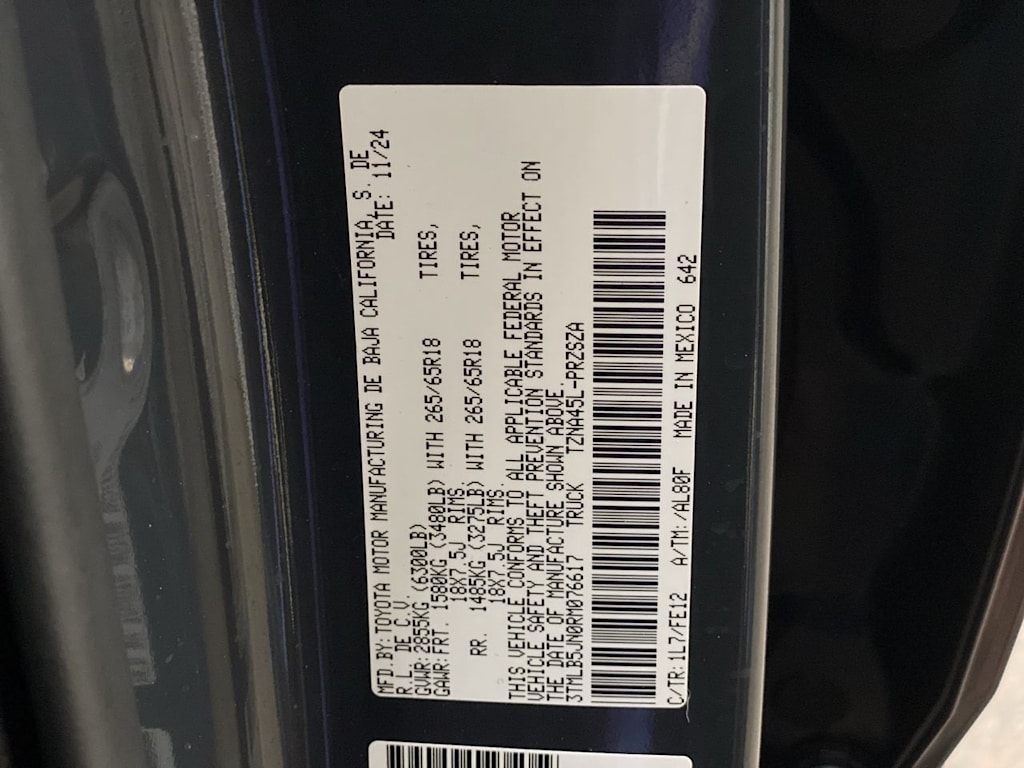 MFD.BY:TOYOTA MOTOR MANUFACTURING DE BAJA CALIFORNIA, S. DE
R.L. DE C.V. DATE: 11/24
GVWR:2855KG (6300LB)
GAWR:FRT. 1580KG (3480LB) WITH 265/65R18 TIRES,
18X7.5J RIMS
RR. 1485KG (3275LB) WITH 265/65R18 TIRES,
18X7.5J RIMS.
THIS VEHICLE CONFORMS TO ALL APPLICABLE FEDERAL MOTOR
VEHICLE SAFETY AND THEFT PREVENTION STANDARDS IN EFFECT ON
THE DATE OF MANUFACTURE SHOWN ABOVE.
3TMLB5JN0RM076617 TRUCK TZNA45L-PRZSZA
C/TR:1L7/FE12 A/TM:/AL80F MADE IN MEXICO 642